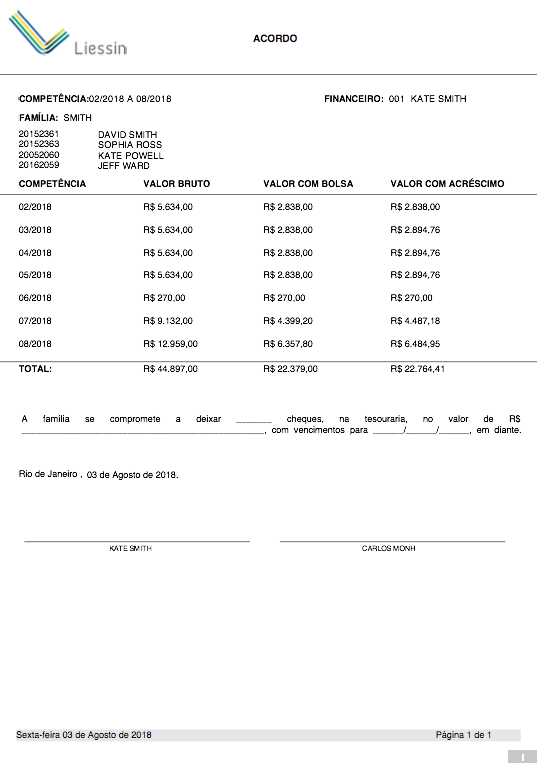 Liessin
ACORDO
COMPETÊNCIA:02/2018 A 08/2018 FINANCEIRO: 001 KATE SMITH
FAMÍLIA: SMITH
20152361 DAVID SMITH
20152363 SOPHIA ROSS
20052060 KATE POWELL
20162059 JEFF WARD
COMPETÊNCIA VALOR BRUTO VALOR COM BOLSA VALOR COM ACRÉSCIMO
02/2018 R$ 5.634,00 R$ 2.838,00 R$ 2.838,00
03/2018 R$ 5.634,00 R$ 2.838,00 R$ 2.894,76
04/2018 R$ 5.634,00 R$ 2.838,00 R$ 2.894,76
05/2018 R$ 5.634,00 R$ 2.838,00 R$ 2.894,76
06/2018 R$ 270,00 R$ 270,00 R$ 270,00
07/2018 R$ 9.132,00 R$ 4.399,20 R$ 4.487,18
08/2018 R$ 12.959,00 R$ 6.357,80 R$ 6.484,95
TOTAL: R$ 44.897,00 R$ 22.379,00 R$ 22.764,41
A família se compromete a deixar _______ cheques, na tesouraria, no valor de R$
________________________________________________, com vencimentos para ______/______/______, em diante.
Rio de Janeiro , 03 de Agosto de 2018.
KATE SMITH CARLOS MONH
Sexta-feira 03 de Agosto de 2018 Página 1 de 1